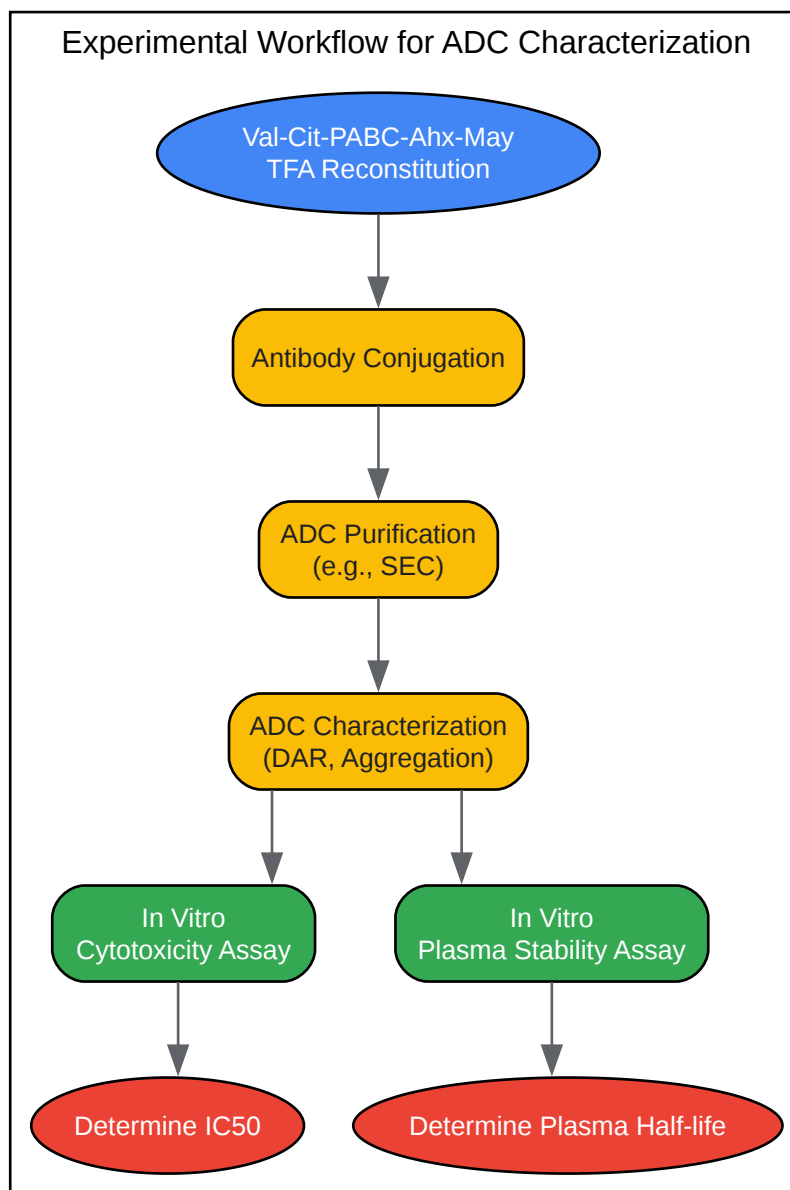 Experimental Workflow for ADC Characterization
Val-Cit-PABC-Ahx-May
TFA Reconstitution
Antibody Conjugation
ADC Purification
(e.g., SEC)
ADC Characterization
(DAR, Aggregation)
In Vitro
Cytotoxicity Assay
In Vitro
Plasma Stability Assay
Determine IC50
Determine Plasma Half-life